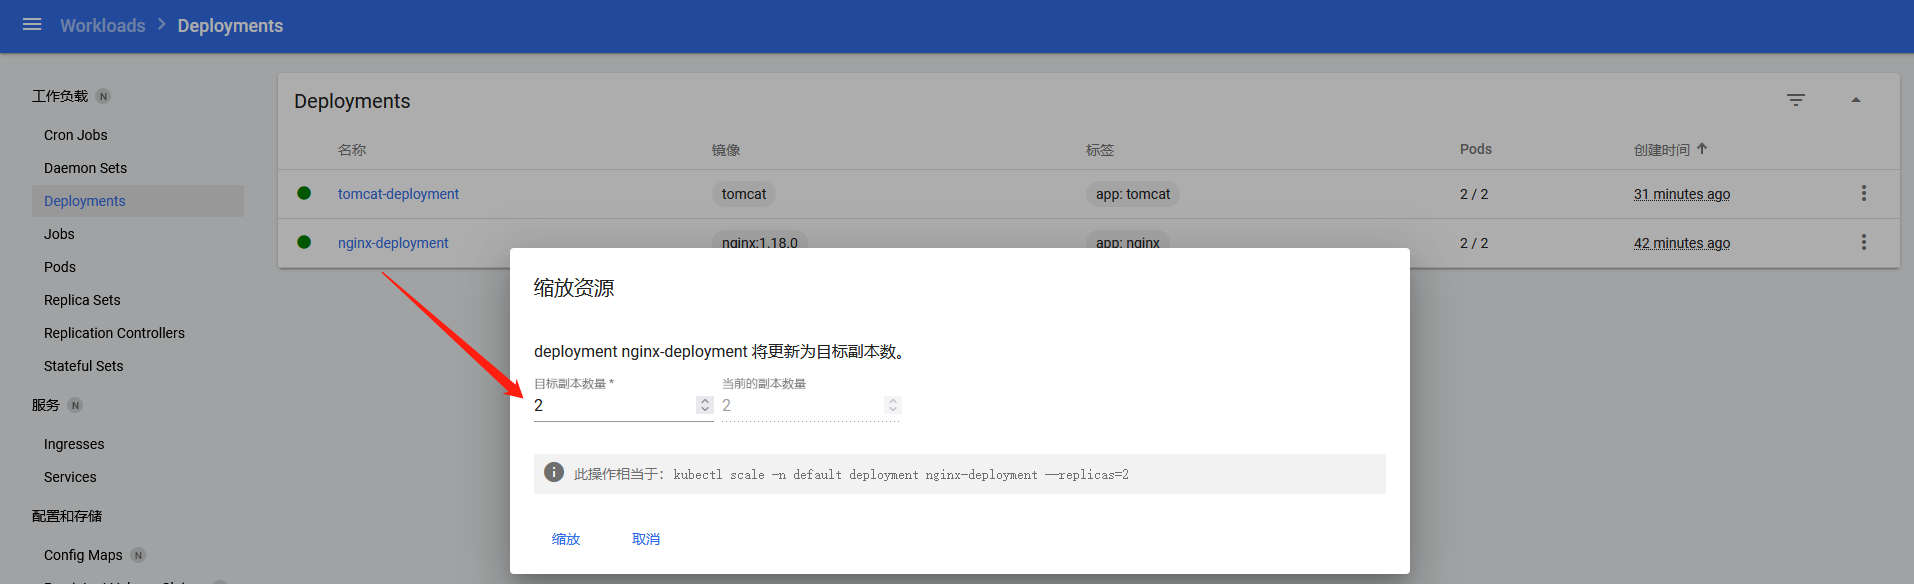 Workloads > Deployments
工作负载 N
Cron Jobs
Daemon Sets
Deployments
Jobs
Pods
Replica Sets
Replication Controllers
Stateful Sets
服务 N
Ingresses
Services
配置和存储
Config Maps N
Deployments
名称 镜像 标签 Pods 创建时间
tomcat-deployment tomcat app: tomcat 2 / 2 31 minutes ago
nginx-deployment nginx:1.18.0 app: nginx 2 / 2 42 minutes ago
缩放资源
deployment nginx-deployment 将更新为目标副本数。
目标副本数量 * 当前的副本数量
2 2
此操作相当于: kubectl scale -n default deployment nginx-deployment --replicas=2
缩放 取消